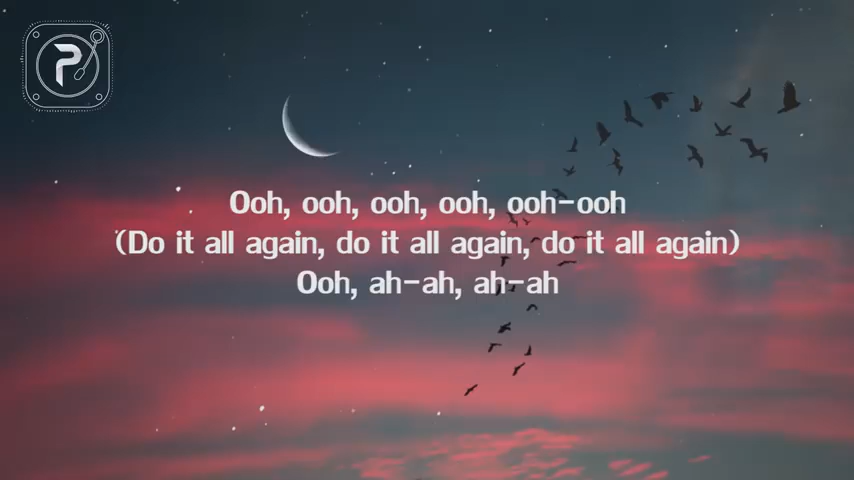 P
Ooh, ooh, ooh, ooh, ooh-ooh
(Do it all again, do it all again, do it all again)
Ooh, ah-ah, ah-ah